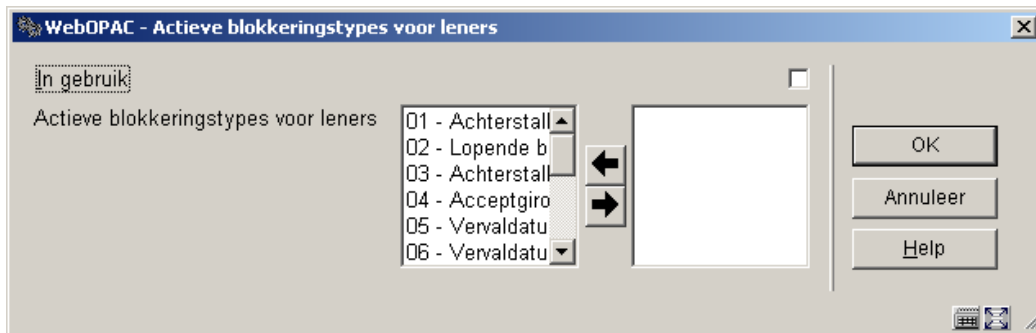 WebOPAC - Actieve blokkeringstypes voor leners
In gebruik
Actieve blokkeringstypes voor leners
01 - Achterstall
02 - Lopende b
03 - Achterstall
04 - Acceptgiro
05 - Vervaldatu
06 - Vervaldatu
OK
Annuleer
Help